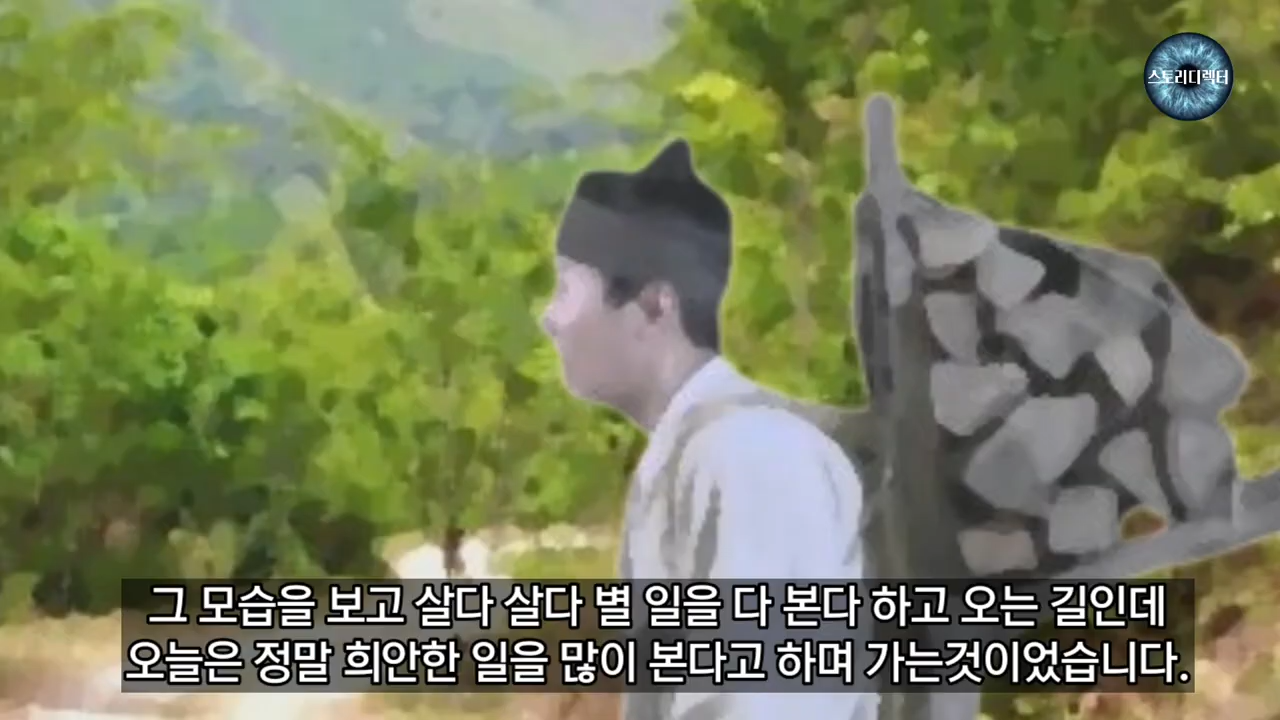 스토리디렉터
그 모습을 보고 살다 살다 별 일을 다 본다 하고 오는 길인데
오늘은 정말 희안한 일을 많이 본다고 하며 가는것이었습니다.